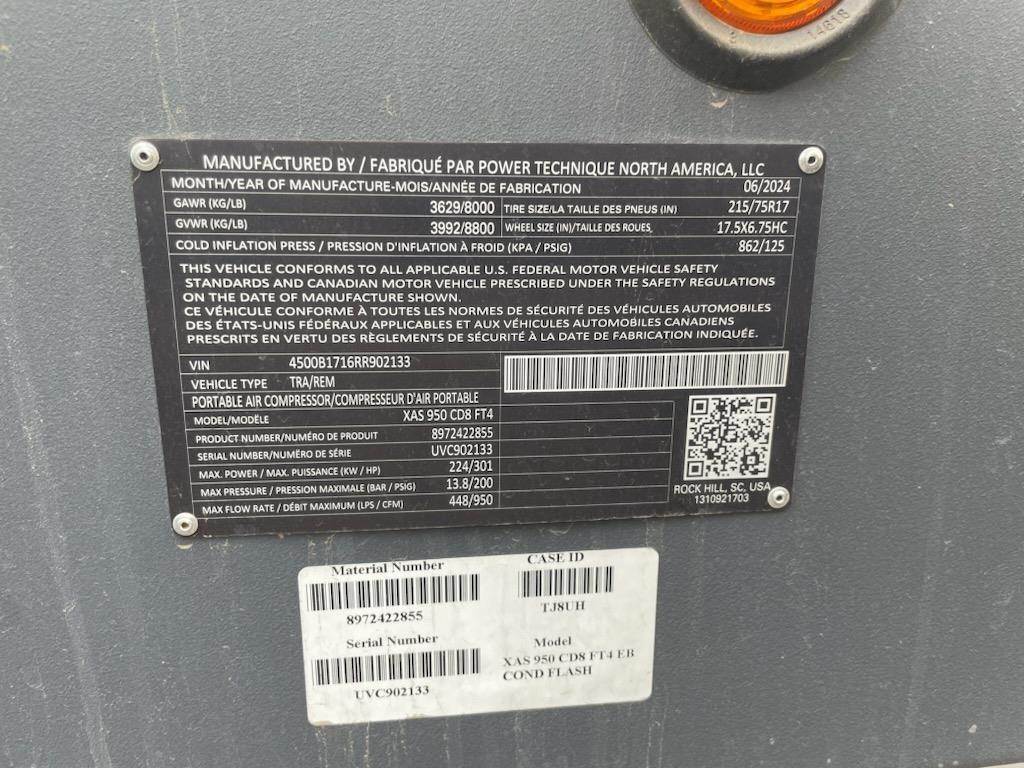 14818
MANUFACTURED BY / FABRIQUÉ PAR POWER TECHNIQUE NORTH AMERICA, LLC
MONTH/YEAR OF MANUFACTURE-MOIS/ANNÉE DE FABRICATION 06/2024
GAWR (KG/LB) 3629/8000 TIRE SIZE/LA TAILLE DES PNEUS (IN) 215/75R17
GVWR (KG/LB) 3992/8800 WHEEL SIZE (IN)/TAILLE DES ROUES 17.5X6.75HC
COLD INFLATION PRESS / PRESSION D'INFLATION À FROID (KPA / PSIG) 862/125
THIS VEHICLE CONFORMS TO ALL APPLICABLE U.S. FEDERAL MOTOR VEHICLE SAFETY
STANDARDS AND CANADIAN MOTOR VEHICLE PRESCRIBED UNDER THE SAFETY REGULATIONS
ON THE DATE OF MANUFACTURE SHOWN.
CE VÉHICULE CONFORME À TOUTES LES NORMES DE SÉCURITÉ DES VÉHICULES AUTOMOBILES
DES ÉTATS-UNIS FÉDÉRAUX APPLICABLES ET AUX VÉHICULES AUTOMOBILES CANADIENS
PRESCRITS EN VERTU DES RÈGLEMENTS DE SÉCURITÉ À LA DATE DE FABRICATION INDIQUÉE.
VIN 4500B1716RR902133
VEHICLE TYPE TRA/REM
PORTABLE AIR COMPRESSOR/COMPRESSEUR D'AIR PORTABLE
MODEL/MODÈLE XAS 950 CD8 FT4
PRODUCT NUMBER/NUMÉRO DE PRODUIT 8972422855
SERIAL NUMBER/NUMÉRO DE SÉRIE UVC902133
MAX. POWER / MAX. PUISSANCE (KW / HP) 224/301
MAX PRESSURE / PRESSION MAXIMALE (BAR / PSIG) 13.8/200
MAX FLOW RATE / DÉBIT MAXIMUM (LPS / CFM) 448/950
ROCK HILL, SC, USA
1310921703
Material Number
8972422855
Serial Number
UVC902133
CASE ID
TJ8UH
Model
XAS 950 CD8 FT4 EB
COND FLASH